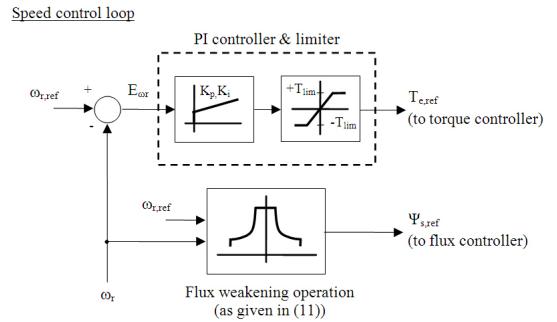 Speed control loop
PI controller & limiter
ωr,ref
+
-
Eωr
Kp,Ki
+Tlim
-Tlim
Te,ref
(to torque controller)
ωr,ref
Ψs,ref
(to flux controller)
ωr
Flux weakening operation
(as given in (11))